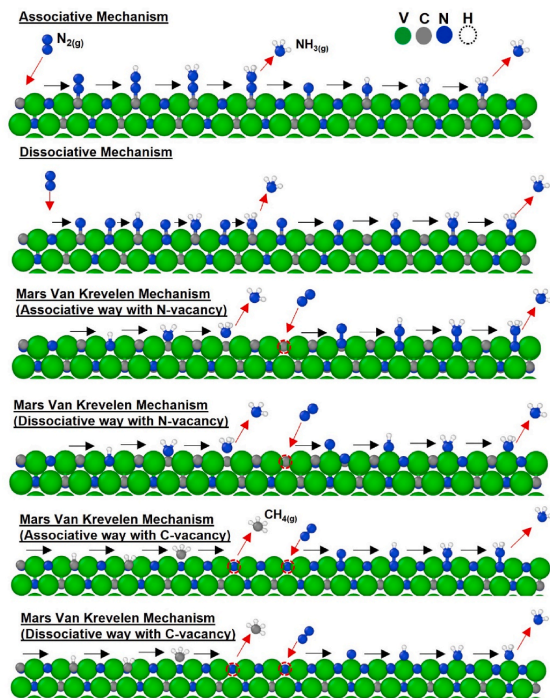 Associative Mechanism
V C N H
N2(g)
NH3(g)
Dissociative Mechanism
Mars Van Krevelen Mechanism
(Associative way with N-vacancy)
Mars Van Krevelen Mechanism
(Dissociative way with N-vacancy)
Mars Van Krevelen Mechanism
(Associative way with C-vacancy)
CH4(g)
Mars Van Krevelen Mechanism
(Dissociative way with C-vacancy)